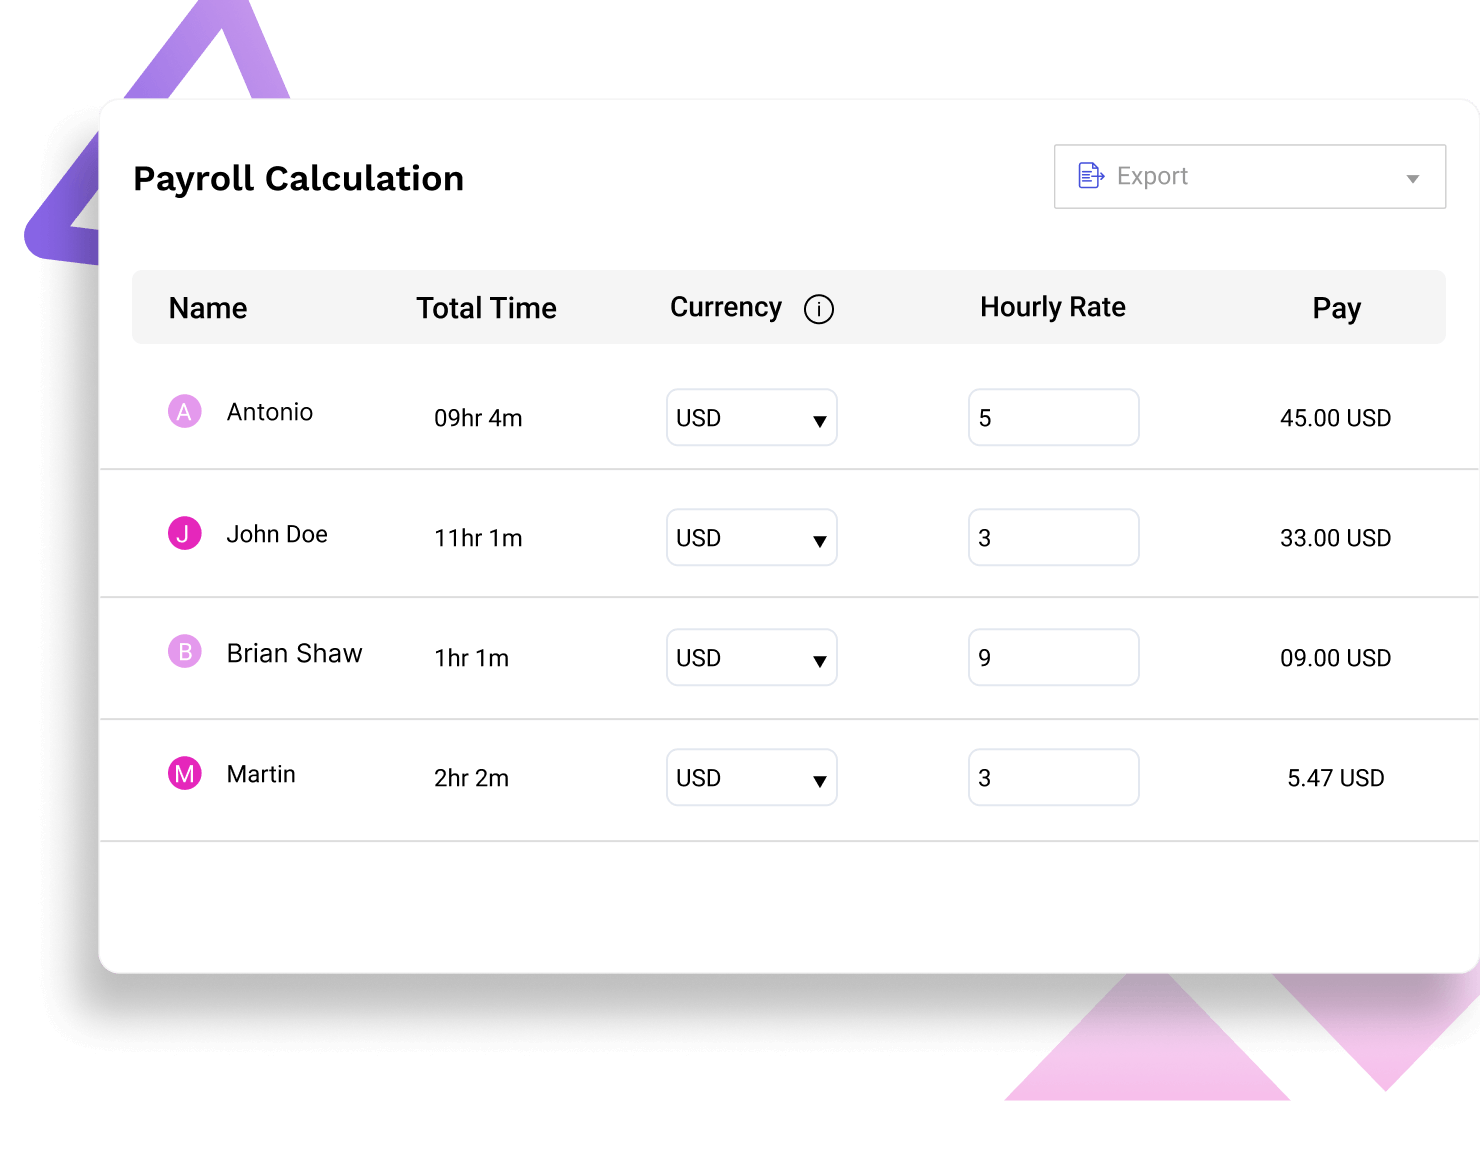 Payroll Calculation
Export
Name Total Time Currency i Hourly Rate Pay
A Antonio 09hr 4m USD 5 45.00 USD
J John Doe 11hr 1m USD 3 33.00 USD
B Brian Shaw 1hr 1m USD 9 09.00 USD
M Martin 2hr 2m USD 3 5.47 USD